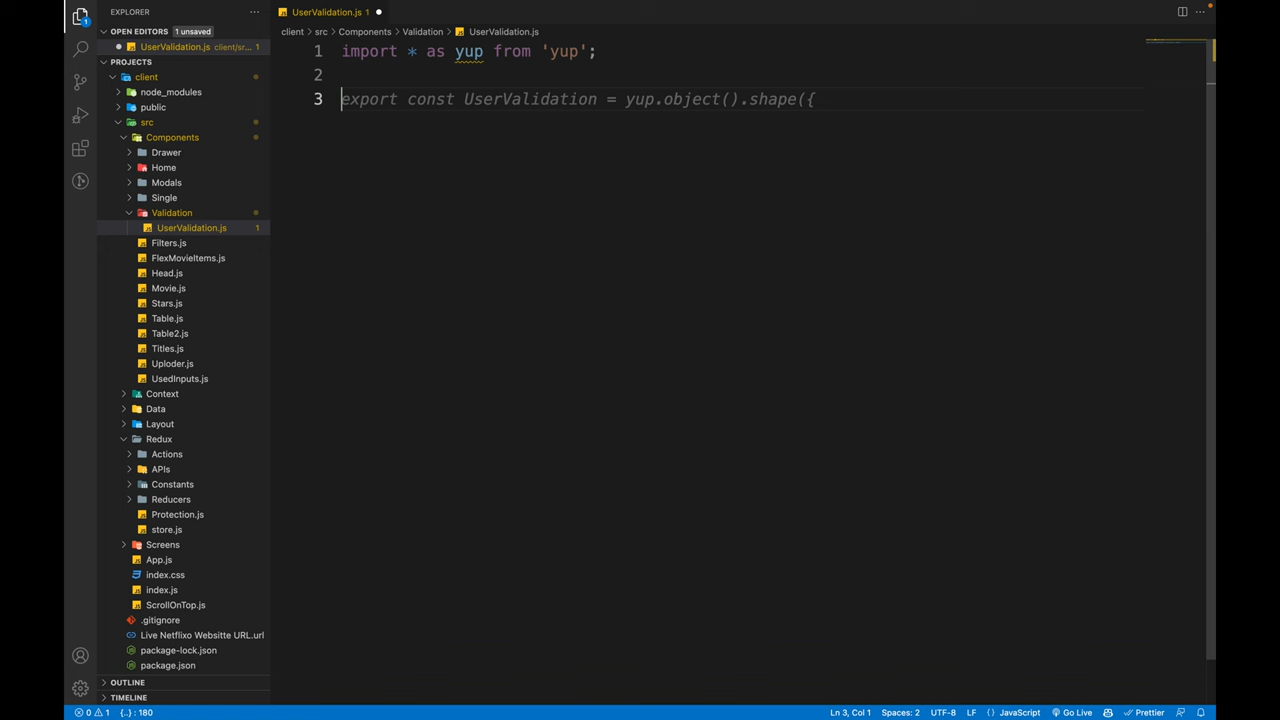 EXPLORER
OPEN EDITORS 1 unsaved
UserValidation.js client/sr... 1
PROJECTS
client
node_modules
public
src
Components
Drawer
Home
Modals
Single
Validation
UserValidation.js 1
Filters.js
FlexMovieItems.js
Head.js
Movie.js
Stars.js
Table.js
Table2.js
Titles.js
Uploder.js
UsedInputs.js
Context
Data
Layout
Redux
Actions
APIs
Constants
Reducers
Protection.js
store.js
Screens
App.js
index.css
index.js
ScrollOnTop.js
.gitignore
Live Netflixo Websitte URL.url
package-lock.json
package.json
OUTLINE
TIMELINE
UserValidation.js 1
client > src > Components > Validation > UserValidation.js
1 import * as yup from 'yup';
2
3 export const UserValidation = yup.object().shape({
0 1 {..} : 180
Ln 3, Col 1 Spaces: 2 UTF-8 LF {} JavaScript Go Live Prettier